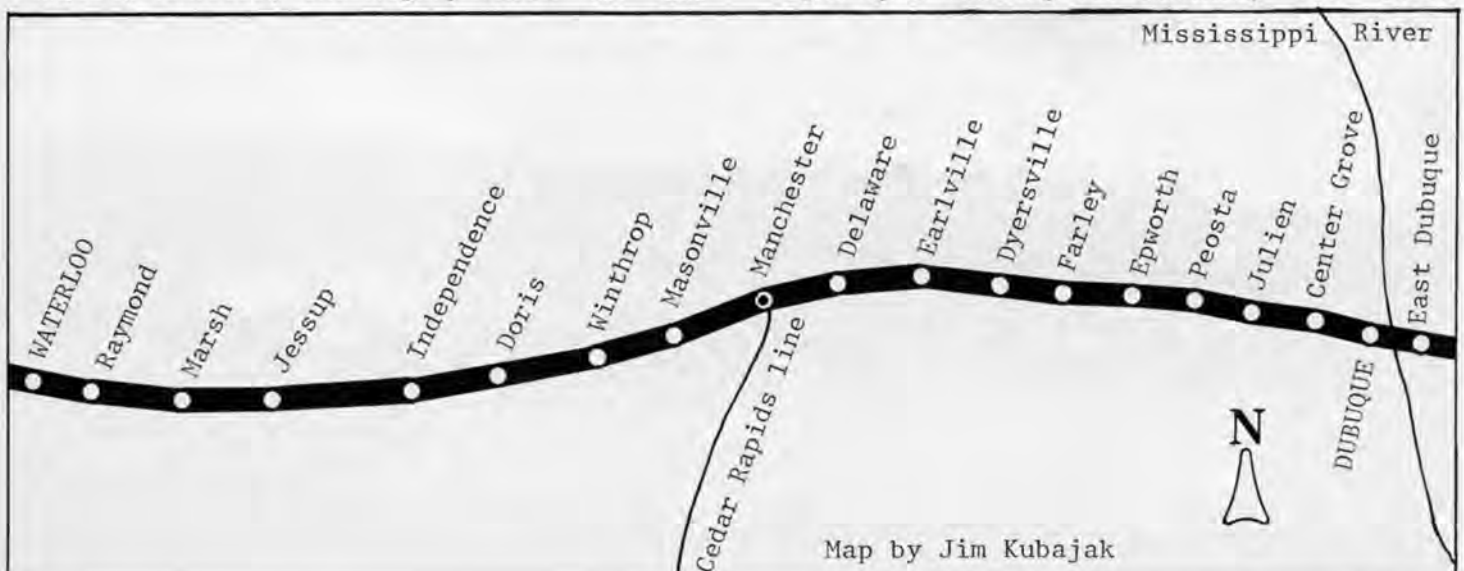 Mississippi River
WATERLOO
Raymond
Marsh
Jessup
Independence
Doris
Winthrop
Masonville
Manchester
Delaware
Earlville
Dyersville
Farley
Epworth
Peosta
Julien
Center Grove
DUBUQUE
East Dubuque
Cedar Rapids line
N
Map by Jim Kubajak